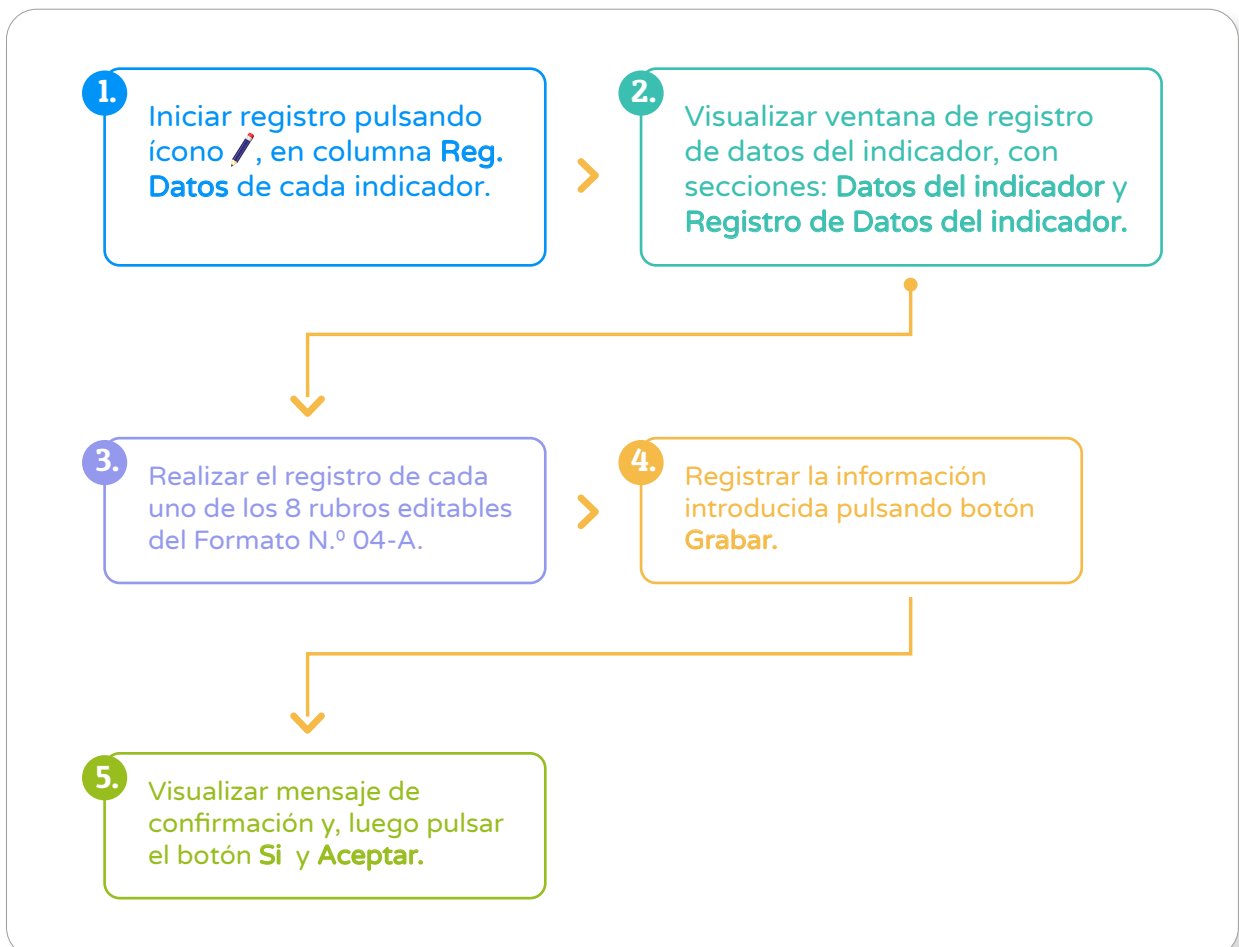 1.
Iniciar registro pulsando
ícono , en columna Reg.
Datos de cada indicador.
2.
Visualizar ventana de registro
de datos del indicador, con
secciones: Datos del indicador y
Registro de Datos del indicador.
3.
Realizar el registro de cada
uno de los 8 rubros editables
del Formato N.º 04-A.
4.
Registrar la información
introducida pulsando botón
Grabar.
5.
Visualizar mensaje de
confirmación y, luego pulsar
el botón Si y Aceptar.